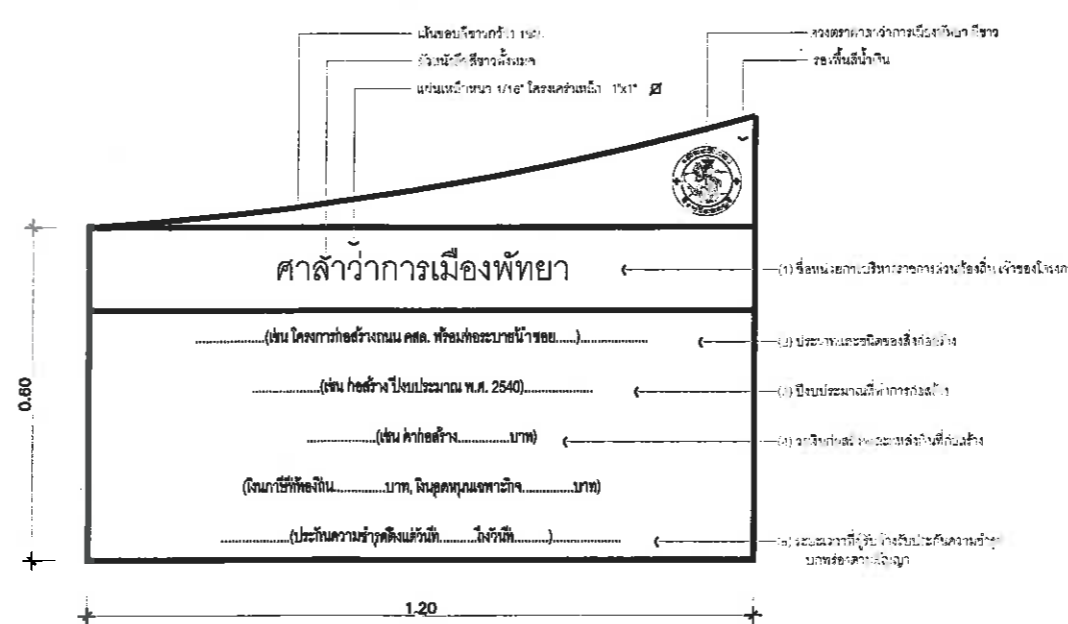 เส้นขอบสีขาวกว้าง 1ซม.
ตัวหนังสือสีขาวทั้งหมด
แผ่นเหล็กหนา 1/16" โครงเคร่าเหล็ก 1"x1"
ดวงตราศาลาว่าการเมืองพัทยา สีขาว
รองพื้นสีน้ำเงิน
ศาลาว่าการเมืองพัทยา
(1) ชื่อหน่วยการบริหารราชการส่วนท้องถิ่น เจ้าของโครงก
...............(เช่น โครงการก่อสร้างถนน คสล. พร้อมท่อระบายน้ำ ซอย.....)...............
(2) ประเภทและชนิดของสิ่งก่อสร้าง
...............(เช่น ก่อสร้าง ปีงบประมาณ พ.ศ. 2540)...............
(3) ปีงบประมาณที่ทำการก่อสร้าง
...............(เช่น ค่าก่อสร้าง.............บาท)
(4) วงเงินก่อสร้างและแหล่งเงินที่ก่อสร้าง
(เงินภาษีที่ท้องถิ่น.............บาท, เงินอุดหนุนเฉพาะกิจ.............บาท)
...............(ประกันความชำรุดตั้งแต่วันที่.........ถึงวันที่.........)...............
ระยะเวลาที่ผู้รับจ้างรับประกันความชำรุ
บกพร่องตามสัญญา
0.60
1.20